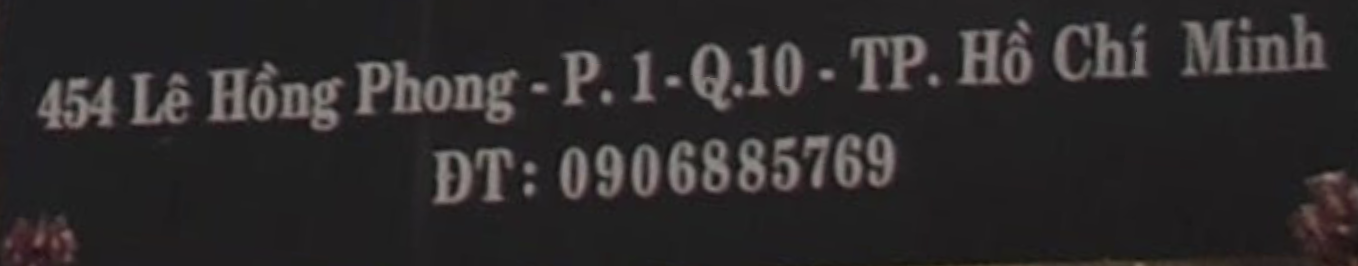 454 Lê Hồng Phong - P. 1-Q.10 - TP. Hồ Chí Minh
ĐT: 0906885769